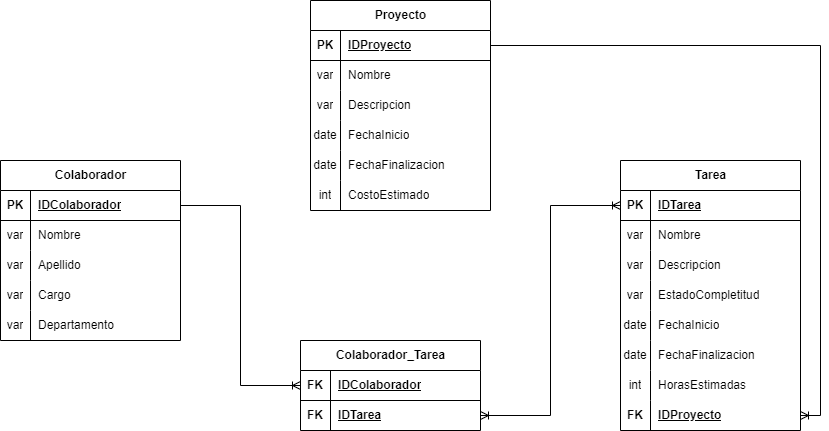 Proyecto
PK IDProyecto
var Nombre
var Descripcion
date FechaInicio
date FechaFinalizacion
int CostoEstimado
Colaborador
PK IDColaborador
var Nombre
var Apellido
var Cargo
var Departamento
Tarea
PK IDTarea
var Nombre
var Descripcion
var EstadoCompletitud
date FechaInicio
date FechaFinalizacion
int HorasEstimadas
FK IDProyecto
Colaborador_Tarea
FK IDColaborador
FK IDTarea